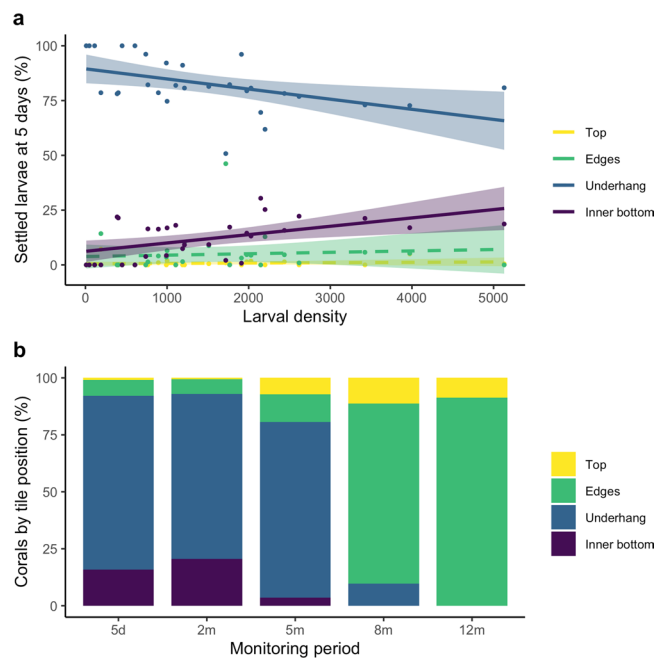 a
Settled larvae at 5 days (%)
100
75
50
25
0
0 1000 2000 3000 4000 5000
Larval density
Top
Edges
Underhang
Inner bottom
b
Corals by tile position (%)
100
75
50
25
0
5d 2m 5m 8m 12m
Monitoring period
Top
Edges
Underhang
Inner bottom